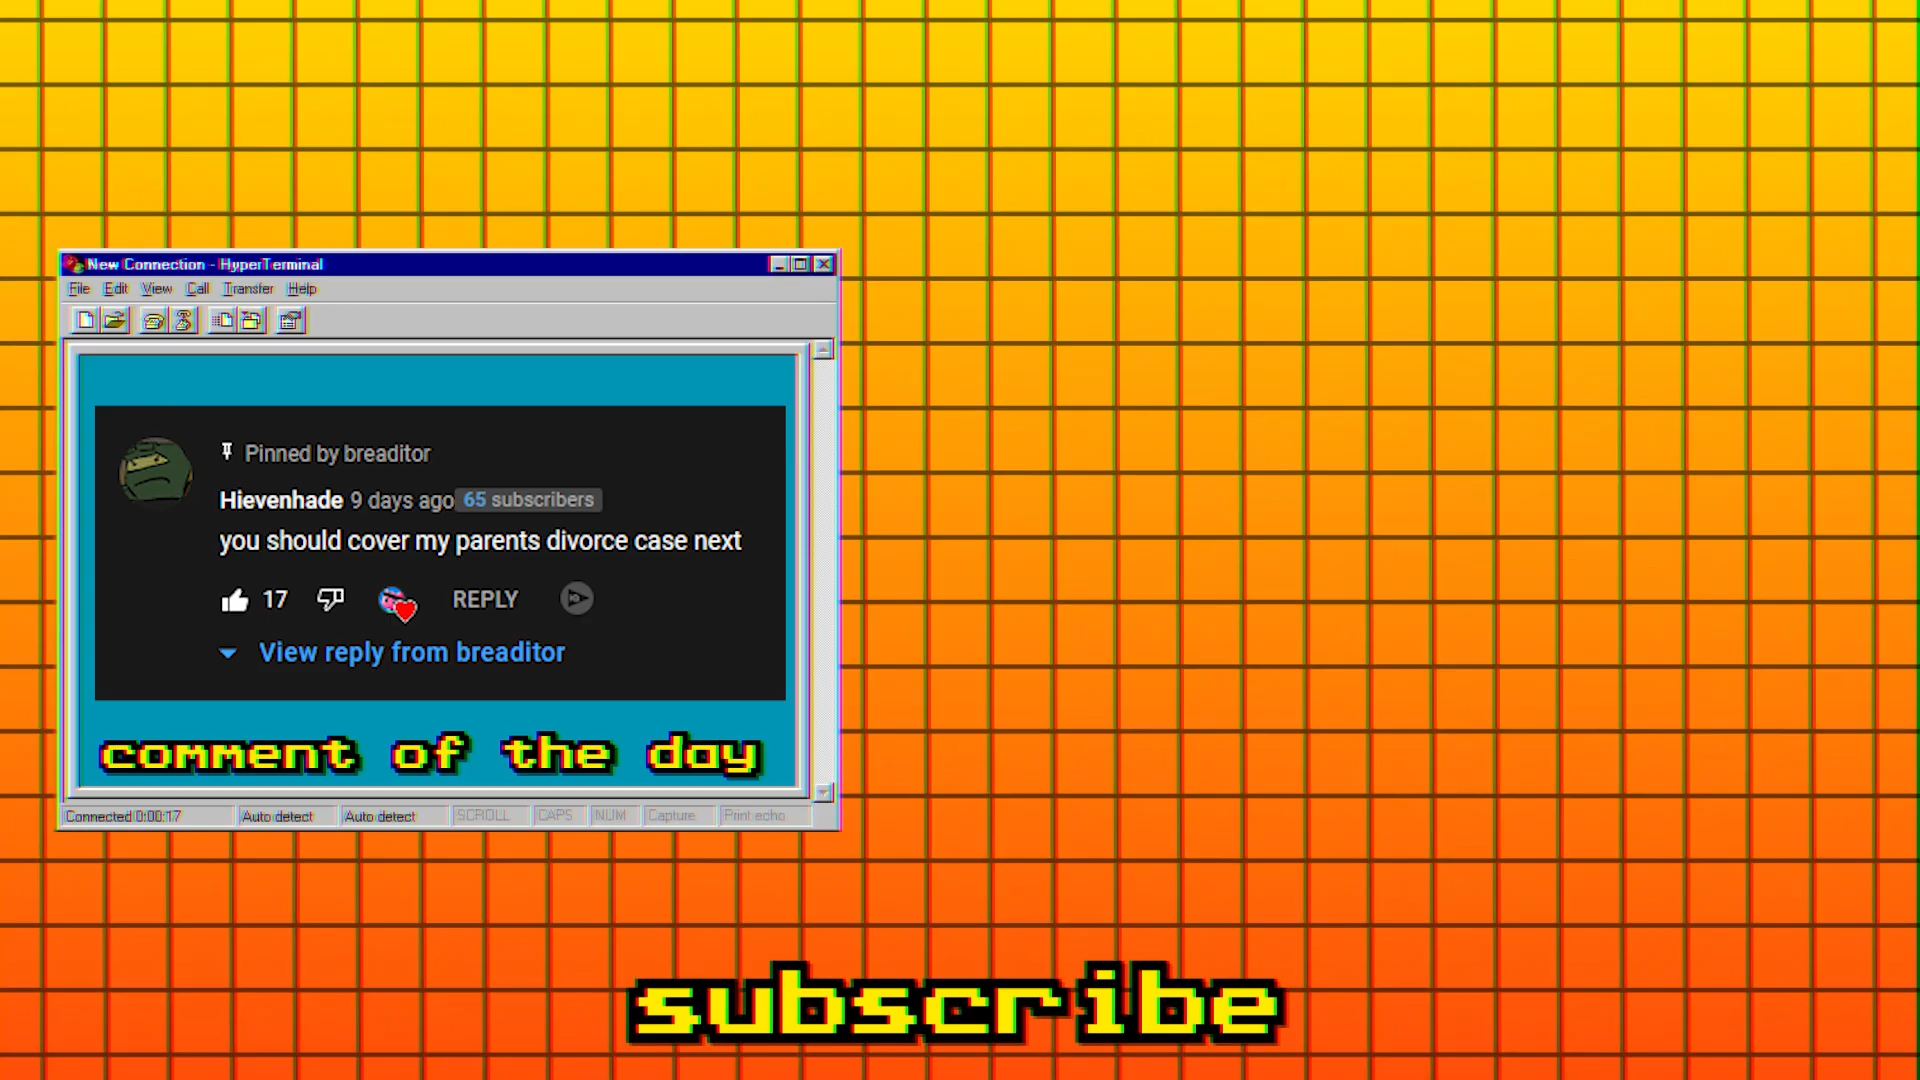 New Connection - HyperTerminal
File Edit View Call Transfer Help
Pinned by breaditor
Hievenhade 9 days ago 65 subscribers
you should cover my parents divorce case next
17 REPLY
View reply from breaditor
comment of the day
Connected 0:00:17 Auto detect Auto detect SCROLL CAPS NUM Capture Print echo
subscribe